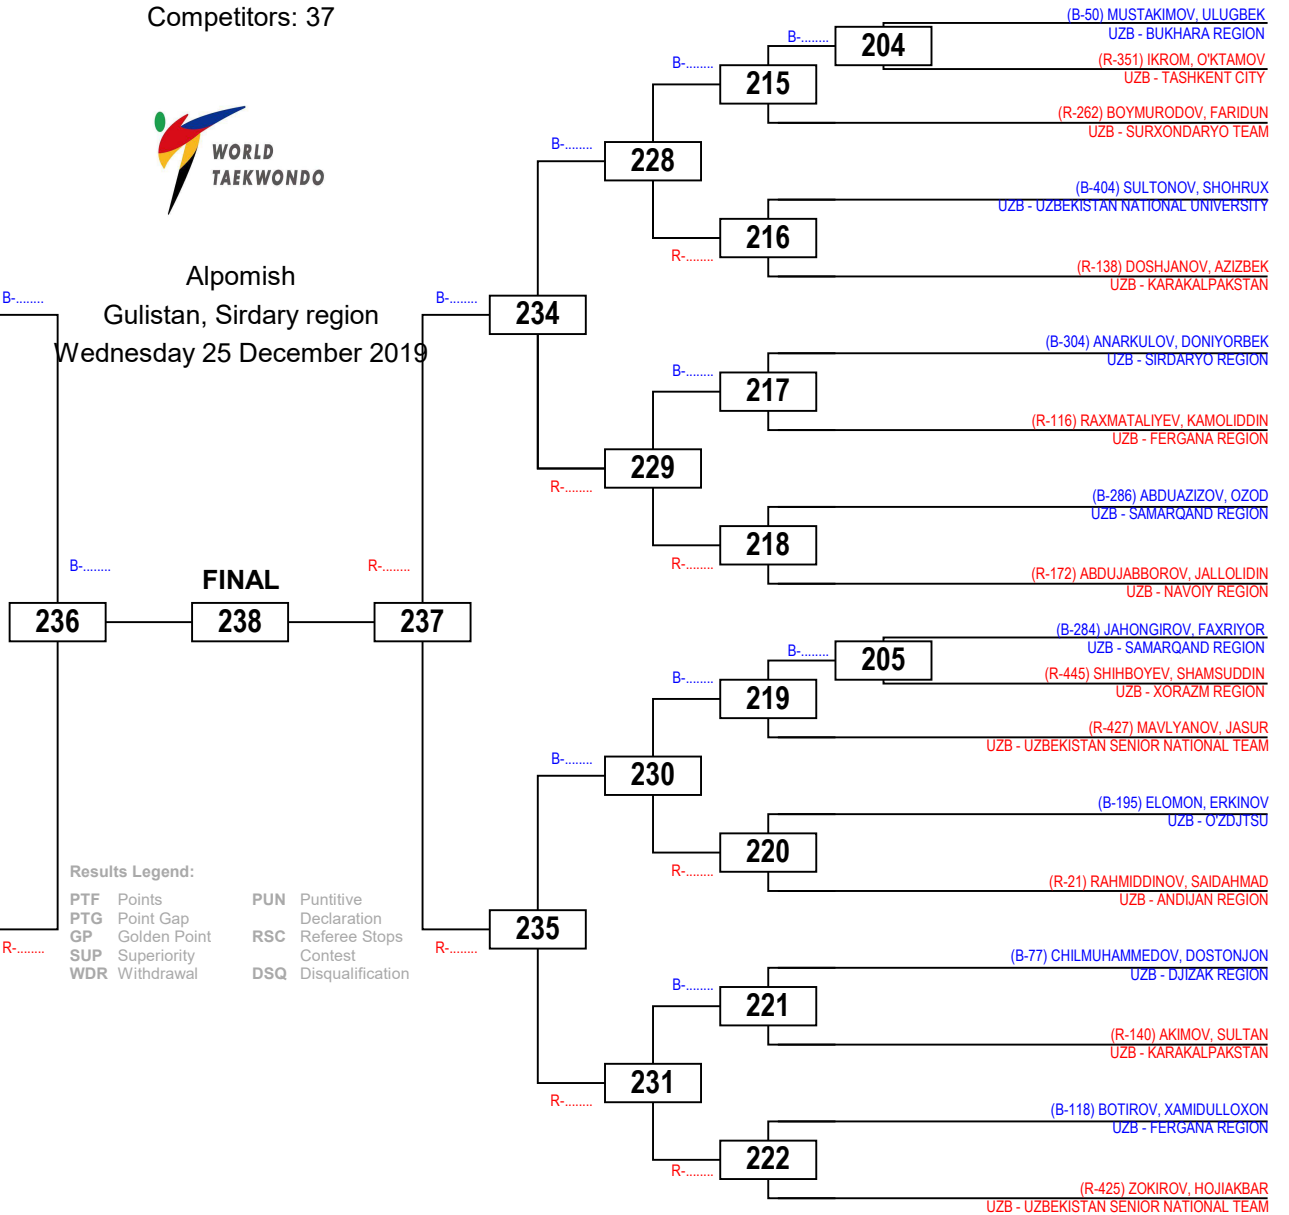 Competitors: 37
WORLD
TAEKWONDO
Alpomish
Gulistan, Sirdary region
Wednesday 25 December 2019
B-........
R-........
B-........
236
FINAL
238
R-........
237
B-........
R-........
234
235
B-........
228
R-........
229
B-........
230
R-........
231
B-........
215
R-........
216
B-........
217
R-........
218
B-........
219
R-........
220
B-........
221
R-........
222
B-........
204
B-........
205
(B-50) MUSTAKIMOV, ULUGBEK
UZB - BUKHARA REGION
(R-351) IKROM, O'KTAMOV
UZB - TASHKENT CITY
(R-262) BOYMURODOV, FARIDUN
UZB - SURXONDARYO TEAM
(B-404) SULTONOV, SHOHRUX
UZB - UZBEKISTAN NATIONAL UNIVERSITY
(R-138) DOSHJANOV, AZIZBEK
UZB - KARAKALPAKSTAN
(B-304) ANARKULOV, DONIYORBEK
UZB - SIRDARYO REGION
(R-116) RAXMATALIYEV, KAMOLIDDIN
UZB - FERGANA REGION
(B-286) ABDUAZIZOV, OZOD
UZB - SAMARQAND REGION
(R-172) ABDUJABBOROV, JALLOLIDIN
UZB - NAVOIY REGION
(B-284) JAHONGIROV, FAXRIYOR
UZB - SAMARQAND REGION
(R-445) SHIHBOYEV, SHAMSUDDIN
UZB - XORAZM REGION
(R-427) MAVLYANOV, JASUR
UZB - UZBEKISTAN SENIOR NATIONAL TEAM
(B-195) ELOMON, ERKINOV
UZB - O'ZDJTSU
(R-21) RAHMIDDINOV, SAIDAHMAD
UZB - ANDIJAN REGION
(B-77) CHILMUHAMMEDOV, DOSTONJON
UZB - DJIZAK REGION
(R-140) AKIMOV, SULTAN
UZB - KARAKALPAKSTAN
(B-118) BOTIROV, XAMIDULLOXON
UZB - FERGANA REGION
(R-425) ZOKIROV, HOJIAKBAR
UZB - UZBEKISTAN SENIOR NATIONAL TEAM
Results Legend:
PTF Points
PTG Point Gap
GP Golden Point
SUP Superiority
WDR Withdrawal
PUN Puntitive
Declaration
RSC Referee Stops
Contest
DSQ Disqualification